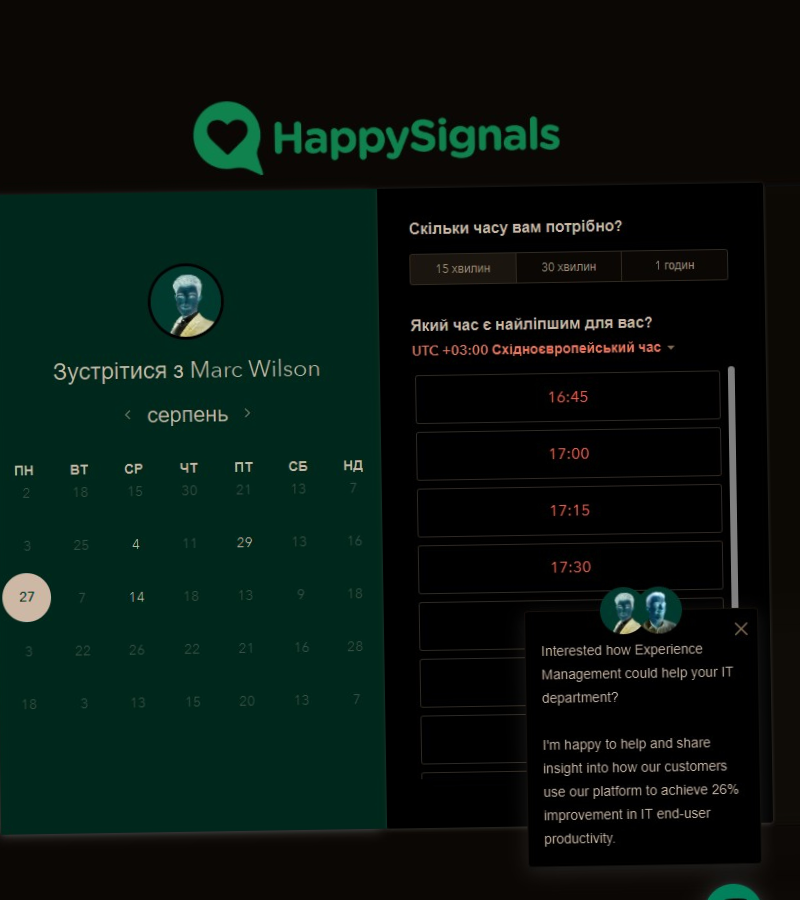 HappySignals
Зустрітися з Marc Wilson
серпень
ПН ВТ СР ЧТ ПТ СБ НД
2 18 15 30 21 13 7
3 25 4 11 29 13 16
27 7 14 18 13 9 18
3 22 26 22 21 16 28
18 3 13 15 20 13 7
Скільки часу вам потрібно?
15 хвилин 30 хвилин 1 годин
Який час є найліпшим для вас?
UTC +03:00 Східноєвропейський час
16:45
17:00
17:15
17:30
Interested how Experience
Management could help your IT
department?
I'm happy to help and share
insight into how our customers
use our platform to achieve 26%
improvement in IT end-user
productivity.